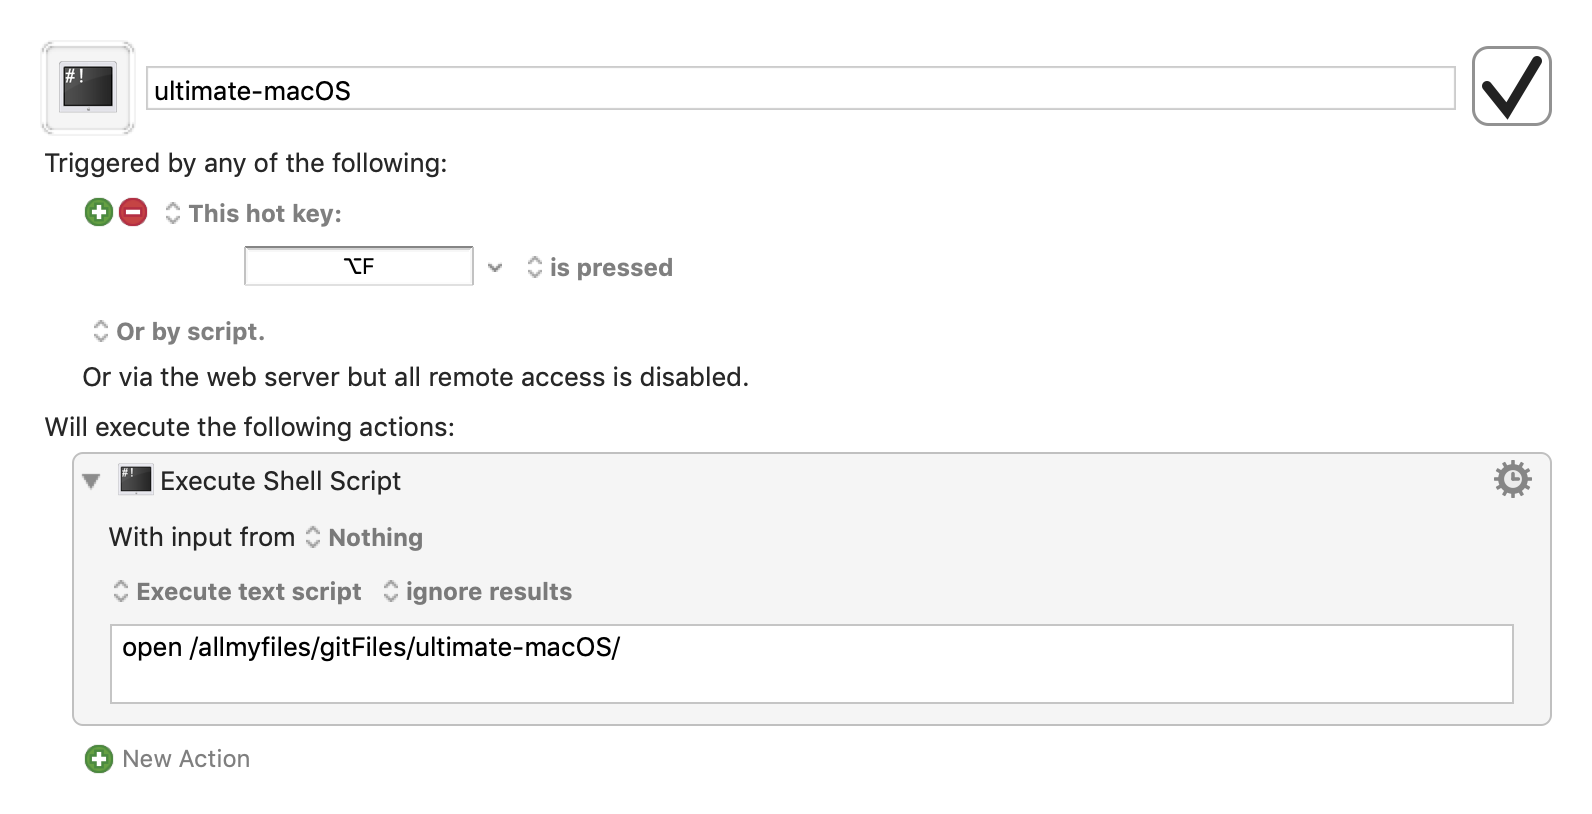 #!
ultimate-macOS
Triggered by any of the following:
This hot key:
⌥F is pressed
Or by script.
Or via the web server but all remote access is disabled.
Will execute the following actions:
#! Execute Shell Script
With input from Nothing
Execute text script ignore results
open /allmyfiles/gitFiles/ultimate-macOS/
New Action